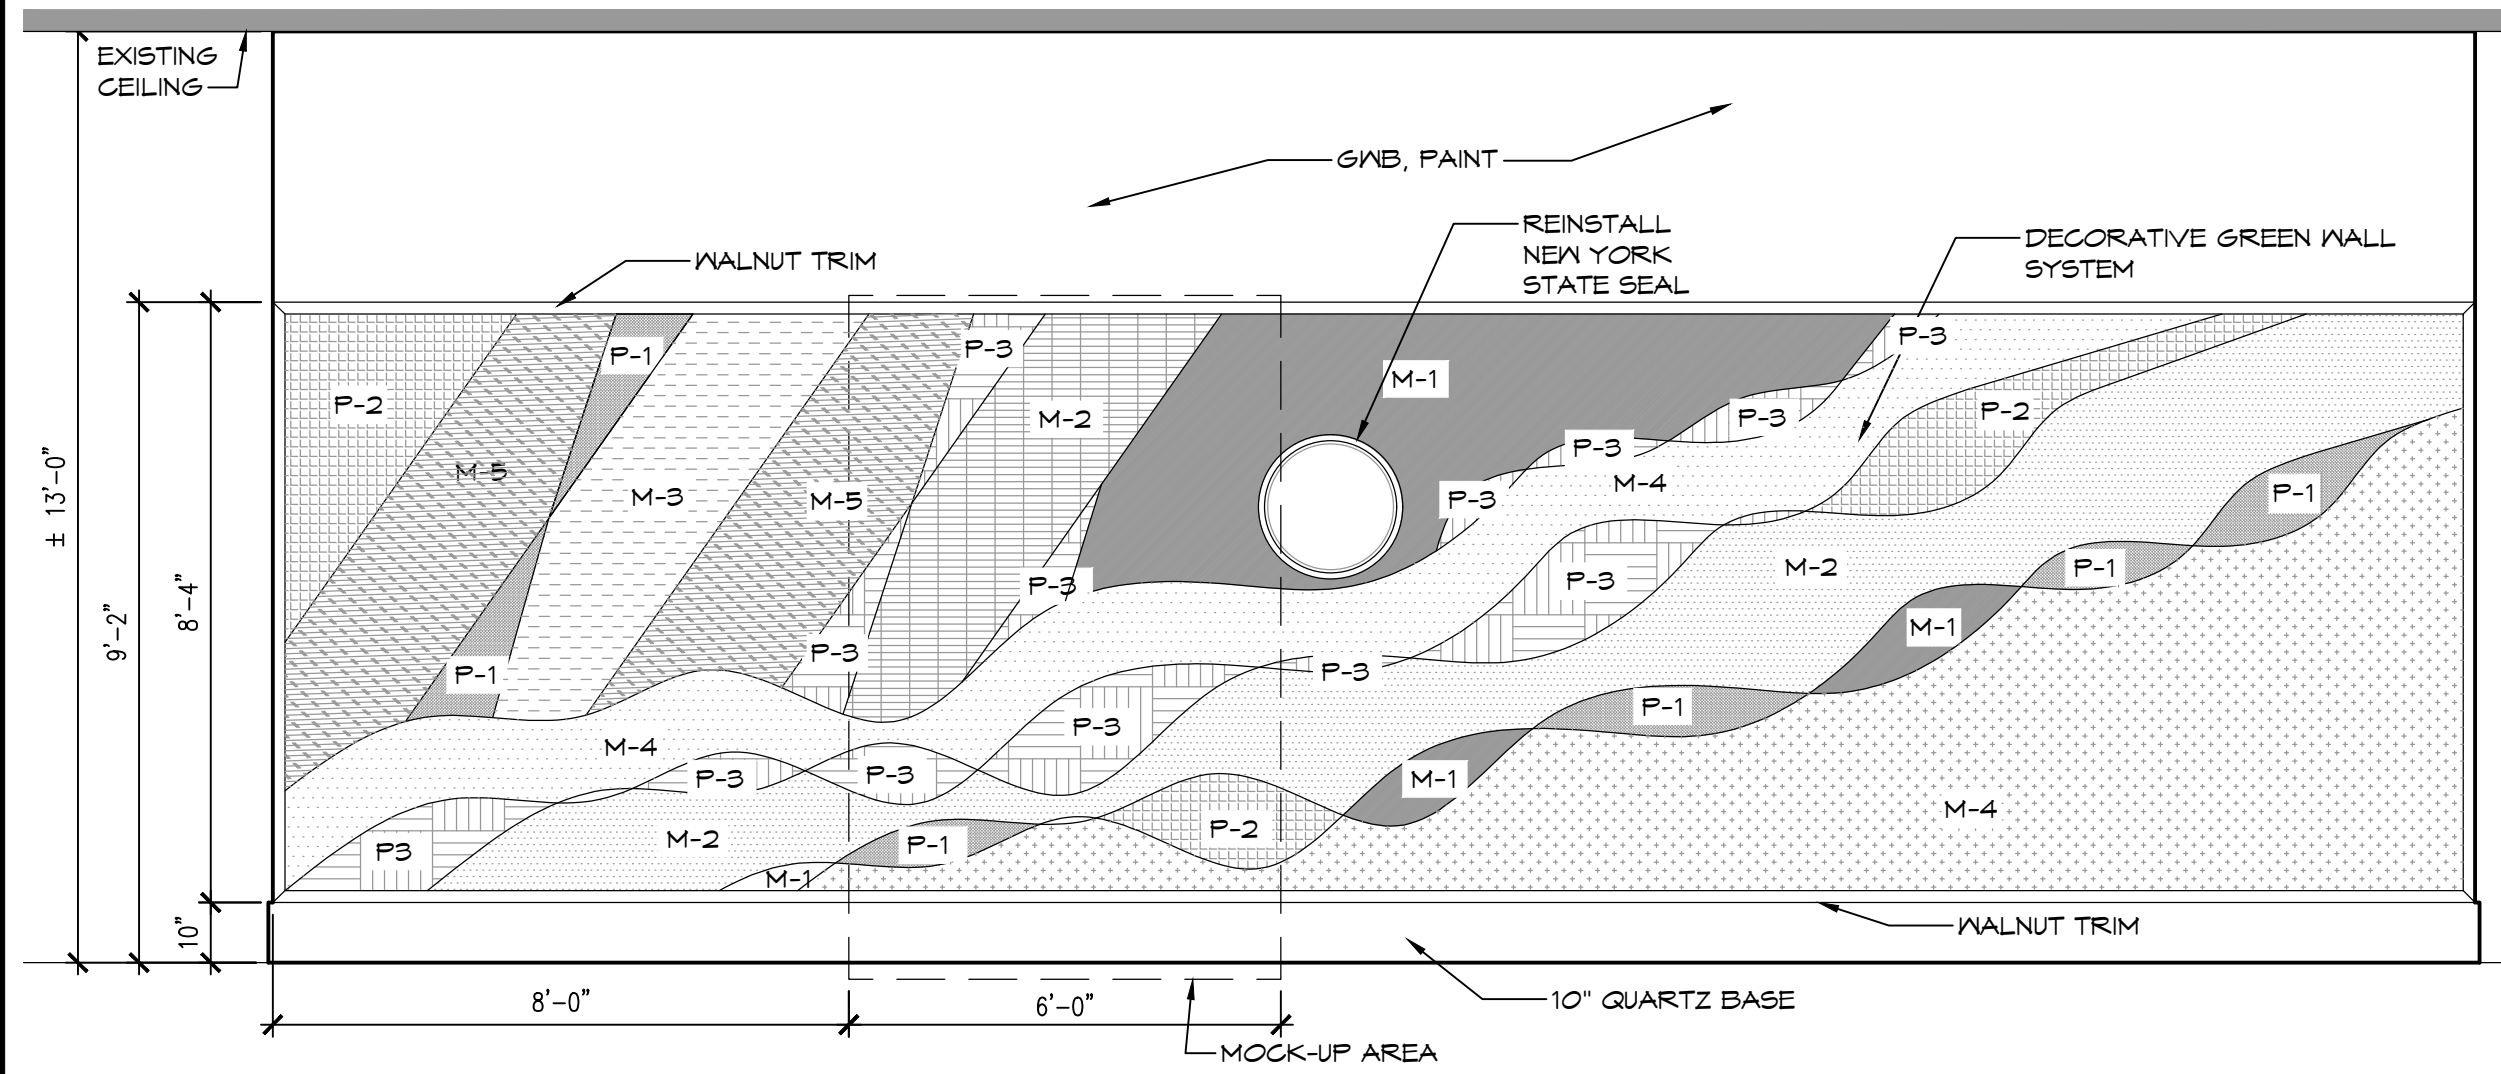 EXISTING
CEILING
GWB, PAINT
REINSTALL
NEW YORK
STATE SEAL
DECORATIVE GREEN WALL
SYSTEM
WALNUT TRIM
P-3
P-3
P-1
M-1
P-2
M-2
P-3
P-2
P-3
M-5
M-3
M-5
P-3
M-4
P-1
± 13'-0"
9'-2"
8'-4"
P-3
P-3
M-2
P-1
M-1
P-3
P-1
P-3
P-1
P-3
M-4
P-3
P-3
M-1
M-4
M-2
P-1
P-2
P3
M-1
10"
WALNUT TRIM
8'-0"
6'-0"
10" QUARTZ BASE
MOCK-UP AREA